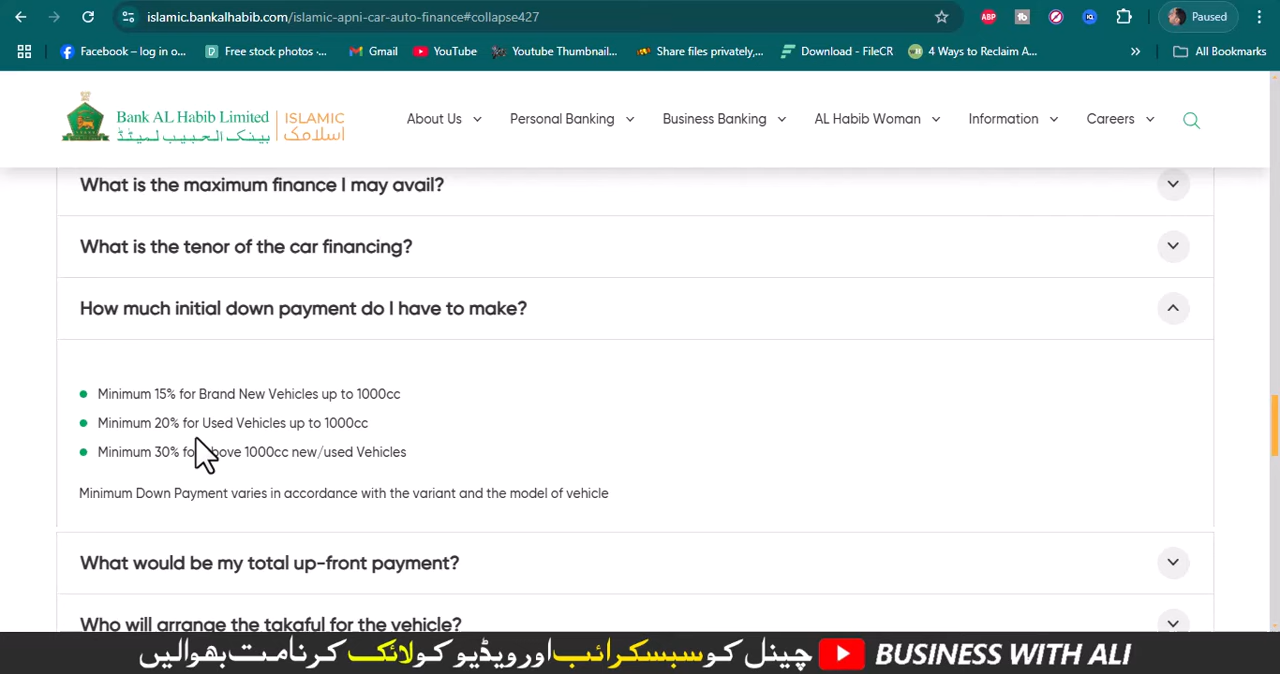 islamic.bankalhabib.com/islamic-apni-car-auto-finance#collapse427
ABP
Paused
Facebook – log in o...
Free stock photos ·...
Gmail
YouTube
Youtube Thumbnail...
Share files privately,...
Download - FileCR
4 Ways to Reclaim A...
»
All Bookmarks
Bank AL Habib Limited
بینک الحبیب لمیٹڈ
ISLAMIC
اسلامک
About Us
Personal Banking
Business Banking
AL Habib Woman
Information
Careers
What is the maximum finance I may avail?
What is the tenor of the car financing?
How much initial down payment do I have to make?
Minimum 15% for Brand New Vehicles up to 1000cc
Minimum 20% for Used Vehicles up to 1000cc
Minimum 30% fo above 1000cc new/used Vehicles
Minimum Down Payment varies in accordance with the variant and the model of vehicle
What would be my total up-front payment?
Who will arrange the takaful for the vehicle?
چینل کو سبسکرائب اور ویڈیو کو لائک کرنا مت بھولیں
BUSINESS WITH ALI